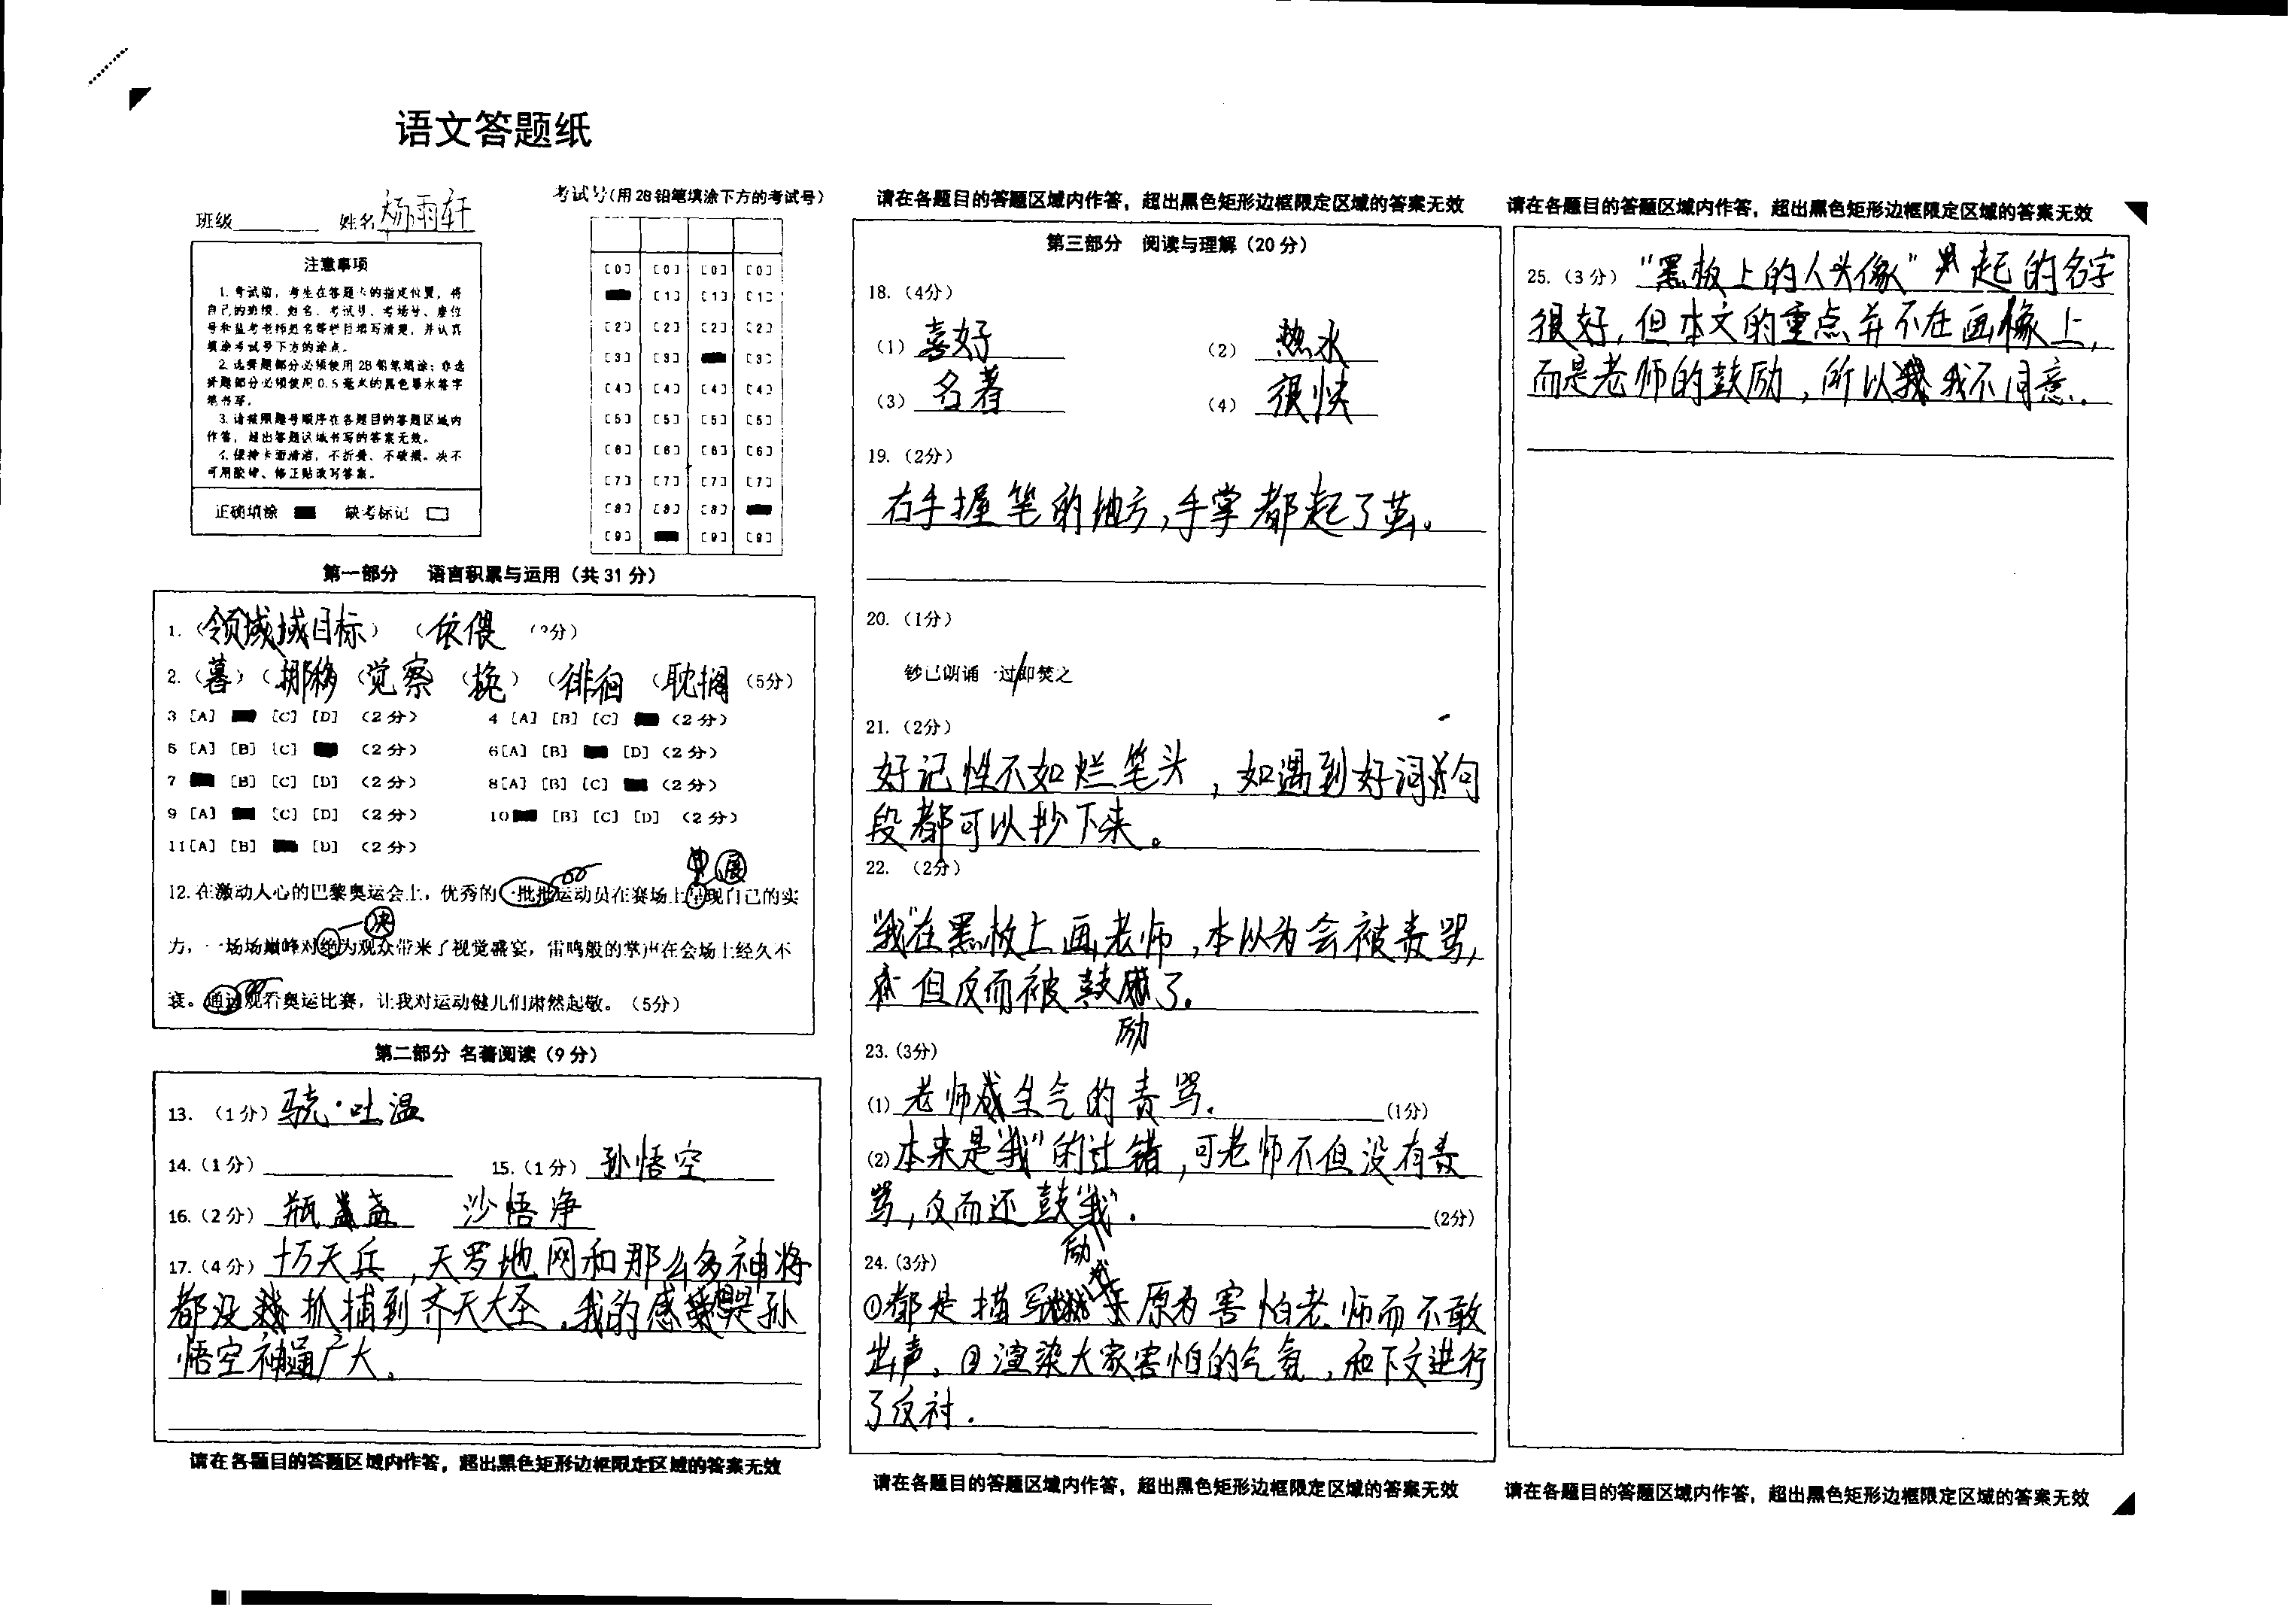 语文答题纸
班级 姓名 杨雨轩
考试号(用2B铅笔填涂下方的考试号)
注意事项
1. 考试前，考生在答题卡的指定位置，将
自己的班级、姓名、考试号、考场号、座位
号和监考老师姓名等栏目填写清楚，并认真
填涂考试号下方的涂点。
2. 选择题部分必须使用2B铅笔填涂；非选
择题部分必须使用0.5毫米的黑色墨水签字
笔书写。
3. 请按照题号顺序在各题目的答题区域内
作答，超出答题区域书写的答案无效。
4. 保持卡面清洁，不折叠、不破损。决不
可用胶带、修正贴改写答案。
正确填涂 缺考标记
[0] [0] [0] [0]
[1] [1] [1]
[2] [2] [2] [2]
[3] [3] [3]
[4] [4] [4] [4]
[5] [5] [5] [5]
[6] [6] [6] [6]
[7] [7] [7] [7]
[8] [8] [8]
[9] [9] [9]
第一部分 语言积累与运用（共31分）
1.（领域 目标）（依偎 （2分）
2.（暮）（挪移（觉察（挽）（徘徊（耽搁（5分）
3 [A] [C] [D] （2分） 4 [A] [B] [C] （2分）
5 [A] [B] [C] （2分） 6[A] [B] [D]（2分）
7 [B] [C] [D] （2分） 8[A] [B] [C] （2分）
9 [A] [C] [D] （2分） 10 [B] [C] [D] （2分）
11[A] [B] [D] （2分）
展
12. 在激动人心的巴黎奥运会上，优秀的一批批运动员在赛场上呈现自己的实
决
力，一场场巅峰对绝为观众带来了视觉盛宴，雷鸣般的掌声在会场上经久不
衰。通过观看奥运比赛，让我对运动健儿们肃然起敬。（5分）
第二部分 名著阅读（9分）
13. （1分）骁·吐温
14.（1分） 15.（1分）孙悟空
16.（2分）瓶 盏 沙悟净
17.（4分）十万天兵，天罗地网和那么多神将
都没 抓捕到齐天大圣，我的感 是孙
悟空神通广大。
请在各题目的答题区域内作答，超出黑色矩形边框限定区域的答案无效
请在各题目的答题区域内作答，超出黑色矩形边框限定区域的答案无效
第三部分 阅读与理解（20分）
18.（4分）
（1）喜好 （2）热水
（3）名著 （4）很快
19.（2分）
右手握笔的地方，手掌都起了茧。
20.（1分）
钞已朗诵一过/即焚之
21.（2分）
好记性不如烂笔头，如遇到好词 句
段都可以抄下来。
22. （2分）
“我”在黑板上画老师，本以为会被责骂，
但反而被鼓 了。
励
23.（3分）
（1）老师 生气的责骂。 （1分）
（2）本来是“我”的过错，可老师不但没有责
骂，反而还鼓“我”。 （2分）
励
24.（3分）
①都是描写 原为害怕老师而不敢
出声，②渲染大家害怕的气氛，和下文进行
了反衬。
请在各题目的答题区域内作答，超出黑色矩形边框限定区域的答案无效
请在各题目的答题区域内作答，超出黑色矩形边框限定区域的答案无效
25.（3分）“黑板上的人头像” 起的名字
很好，但本文的重点并不在画像上，
而是老师的鼓励，所以 我不同意。
请在各题目的答题区域内作答，超出黑色矩形边框限定区域的答案无效